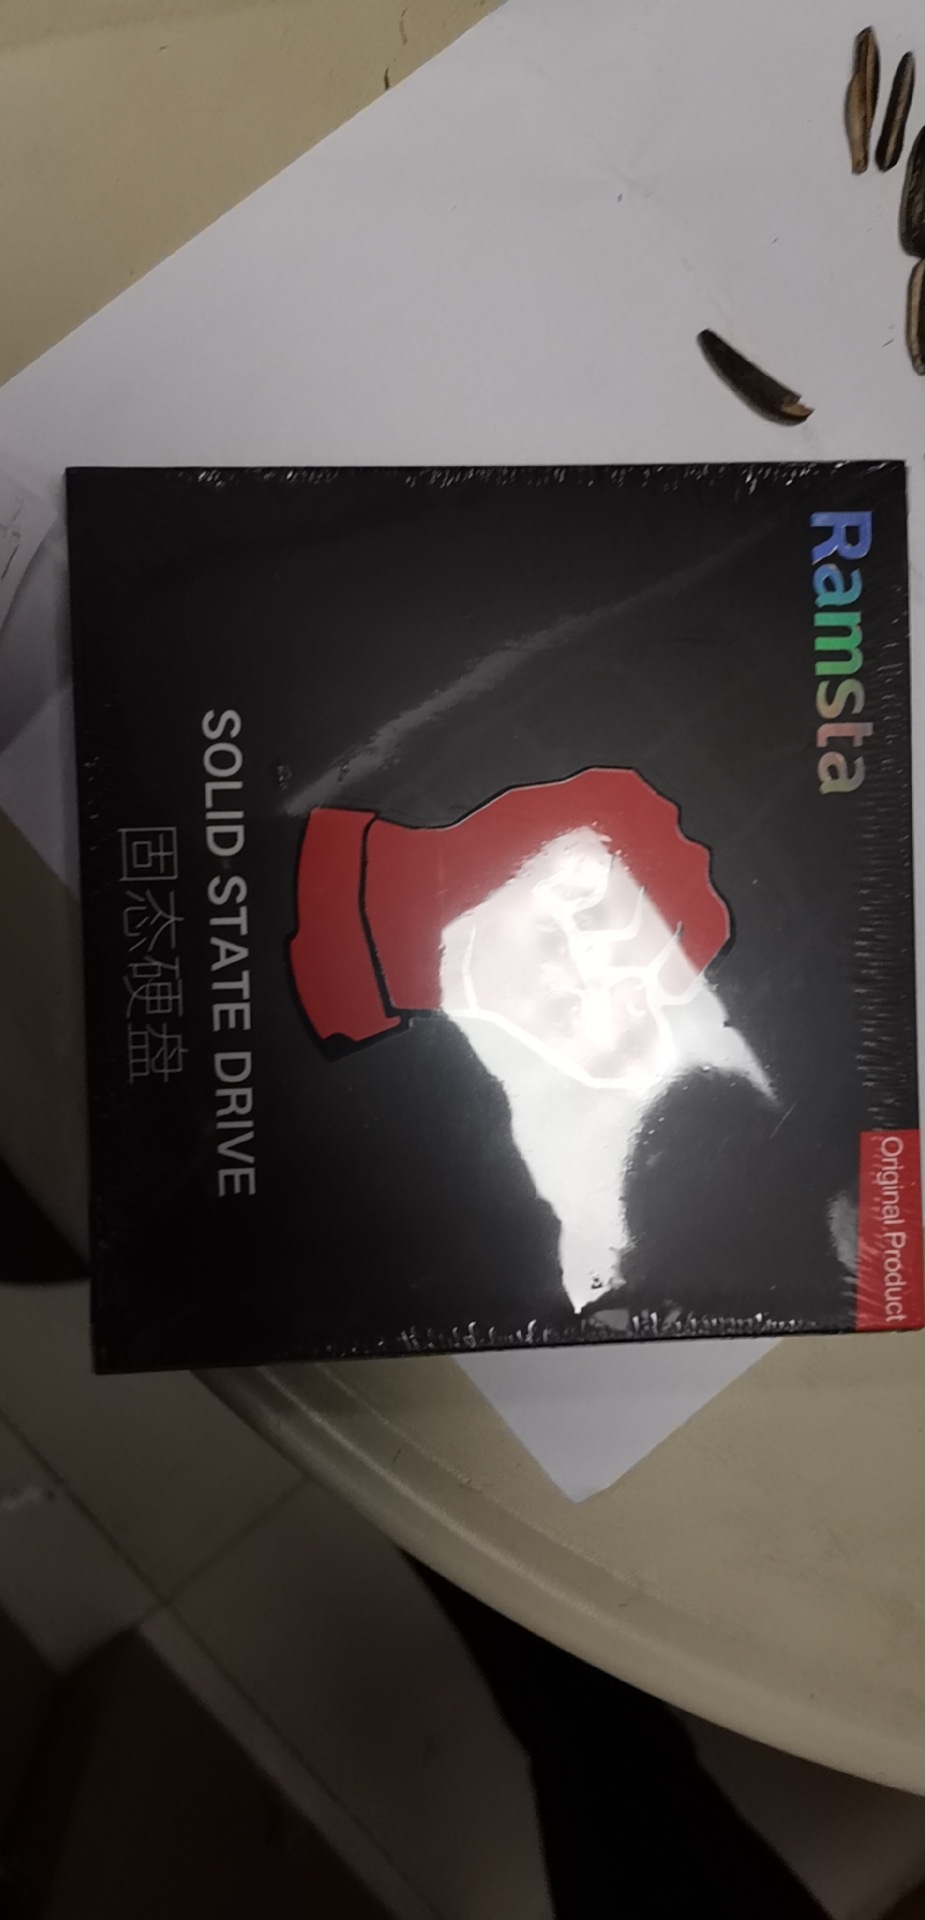 Ramsta
Original Product
SOLID STATE DRIVE
固态硬盘